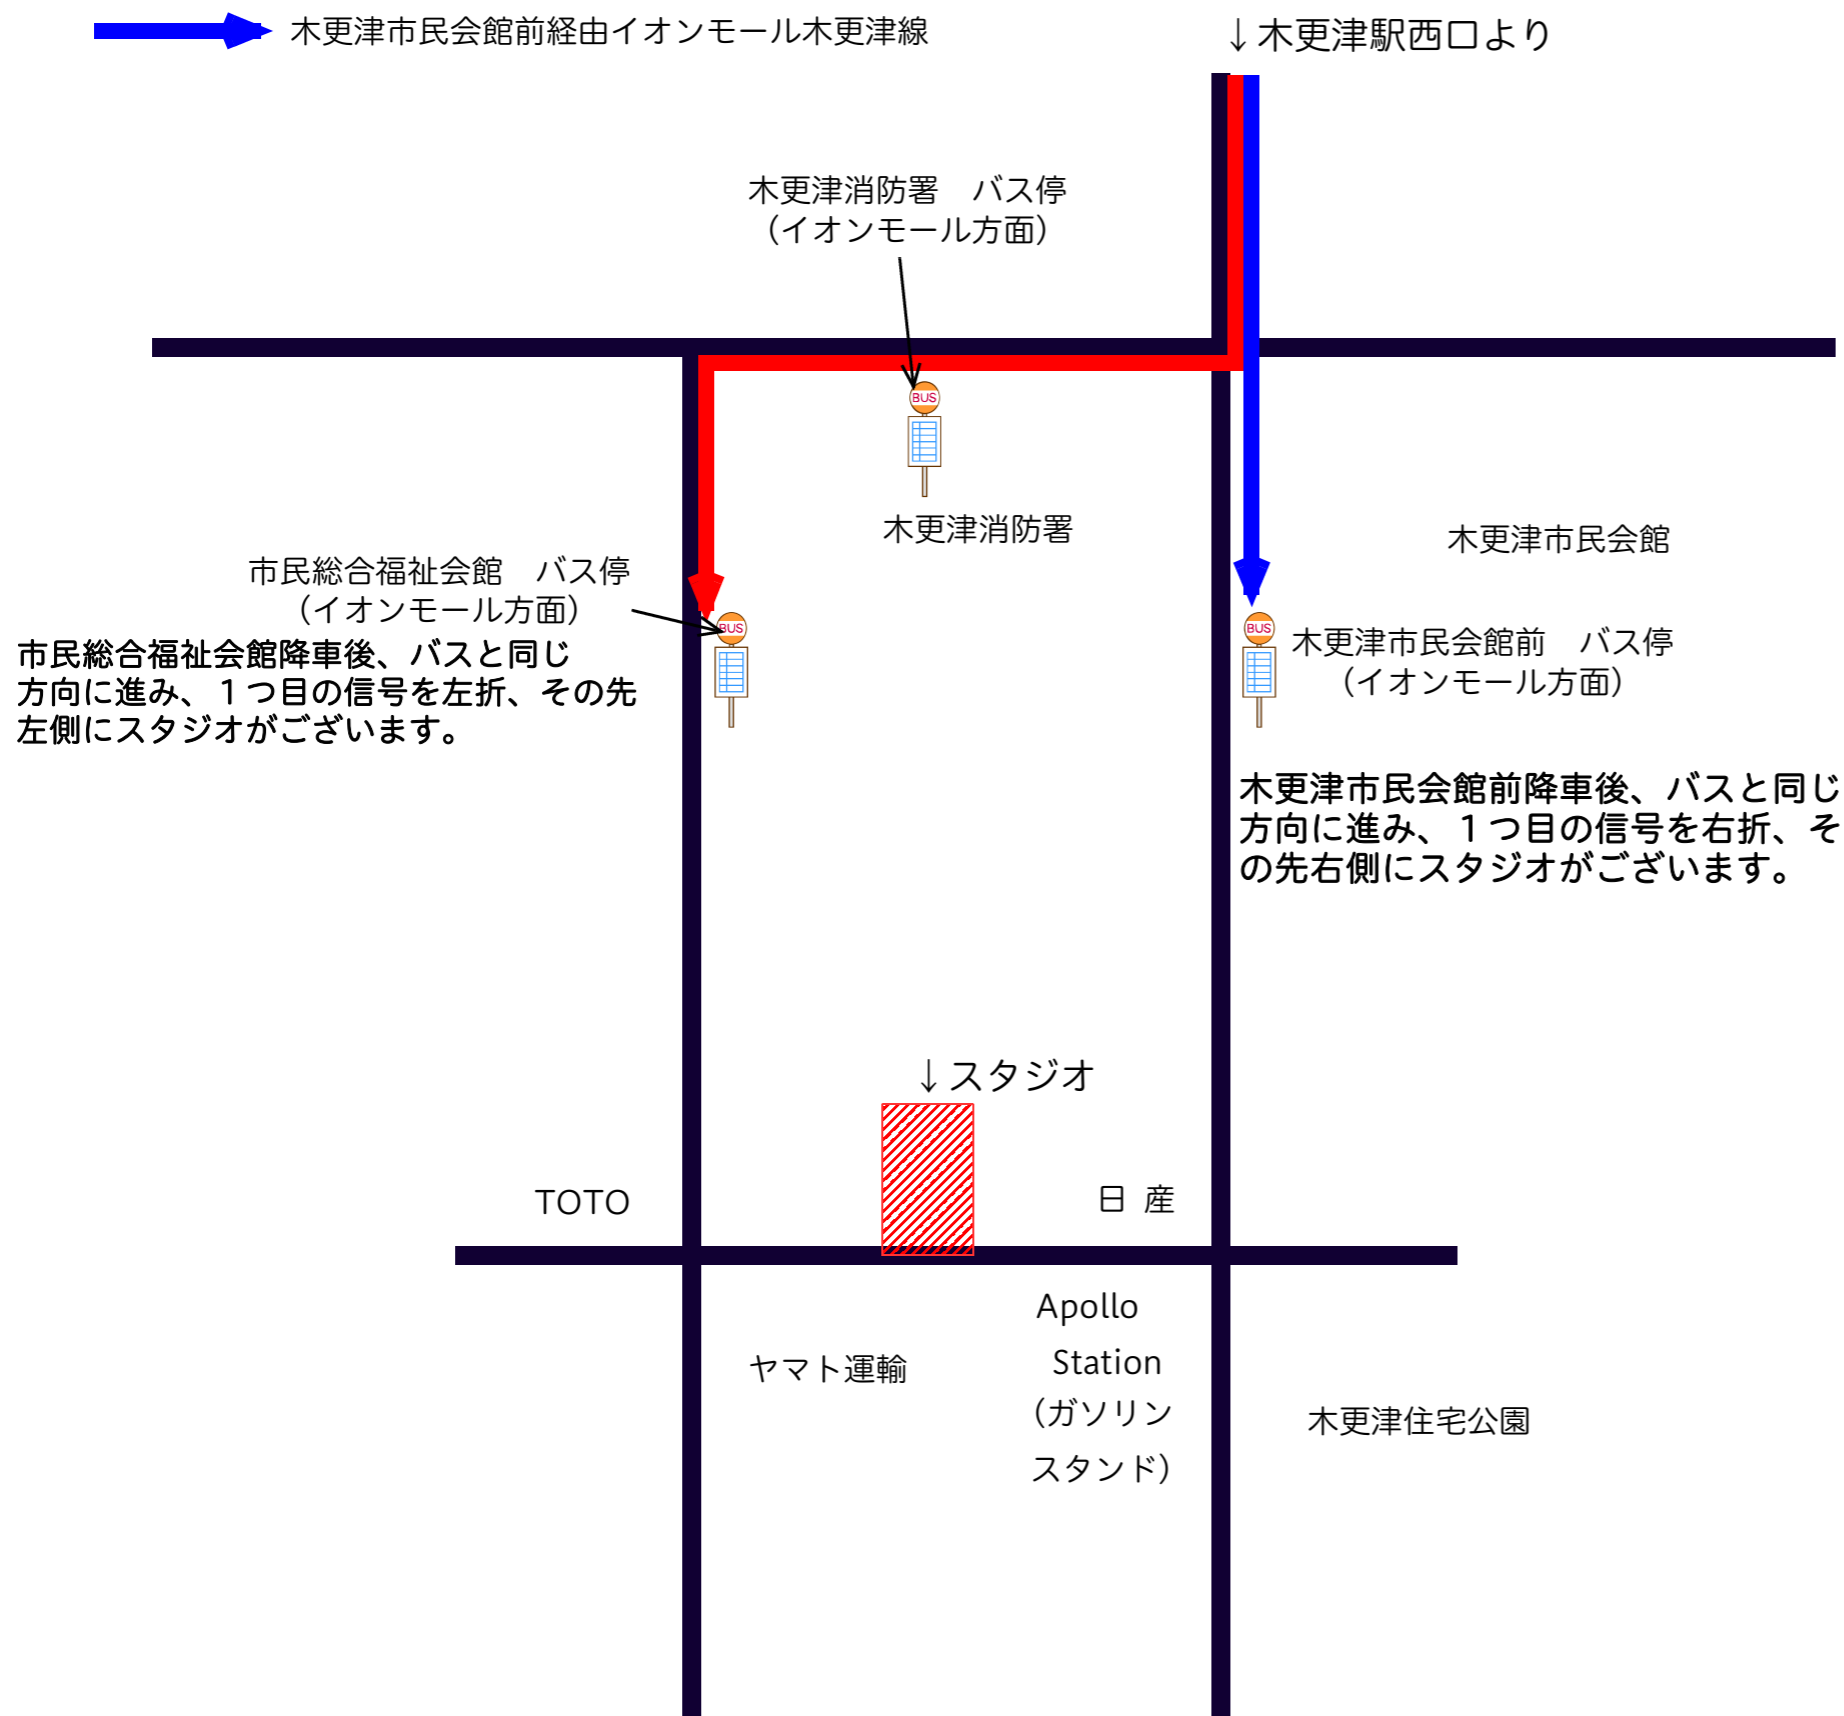 木更津市民会館前経由イオンモール木更津線
↓木更津駅西口より
木更津消防署　バス停
（イオンモール方面）
BUS
木更津消防署
木更津市民会館
市民総合福祉会館　バス停
（イオンモール方面）
BUS
市民総合福祉会館降車後、バスと同じ
方向に進み、１つ目の信号を左折、その先
左側にスタジオがございます。
BUS
木更津市民会館前　バス停
（イオンモール方面）
木更津市民会館前降車後、バスと同じ
方向に進み、１つ目の信号を右折、そ
の先右側にスタジオがございます。
↓スタジオ
TOTO
日 産
Apollo
Station
（ガソリン
スタンド）
ヤマト運輸
木更津住宅公園